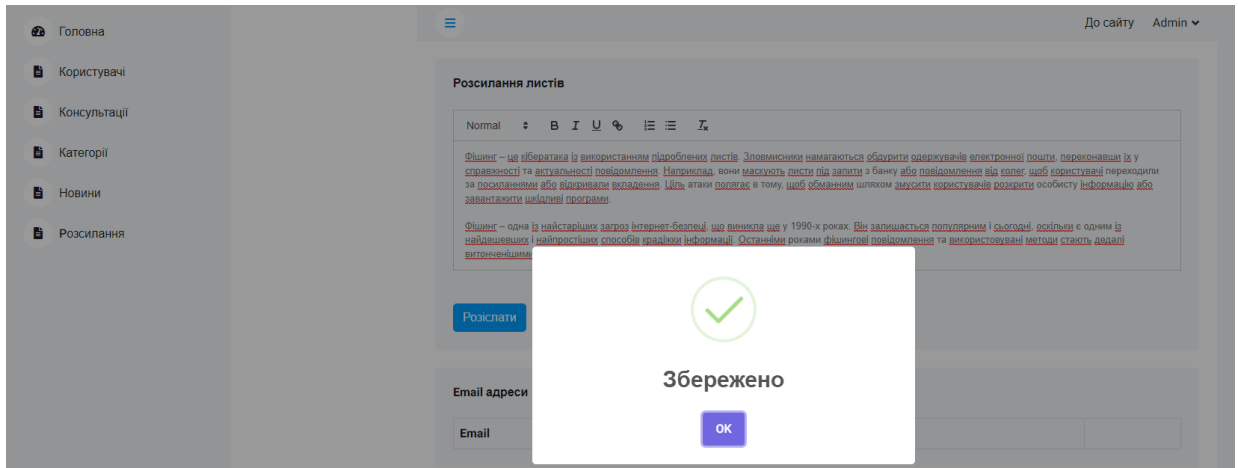 Головна
Користувачі
Консультації
Категорії
Новини
Розсилання
До сайту Admin
Розсилання листів
Normal B I U
Фішинг – це кібератака із використанням підроблених листів. Зловмисники намагаються обдурити одержувачів електронної пошти, переконавши їх у
справжності та актуальності повідомлення. Наприклад, вони маскують листи під запити з банку або повідомлення від колег, щоб користувачі переходили
за посиланнями або відкривали вкладення. Ціль атаки полягає в тому, щоб обманним шляхом змусити користувачів розкрити особисту інформацію або
завантажити шкідливі програми.
Фішинг – одна із найстаріших загроз інтернет-безпеці, що виникла ще у 1990-х роках. Він залишається популярним і сьогодні, оскільки є одним із
найдешевших і найпростіших способів крадіжки інформації. Останніми роками фішингові повідомлення та використовувані методи стають дедалі
витонченішими
Розіслати
Збережено
OK
Email адреси
Email